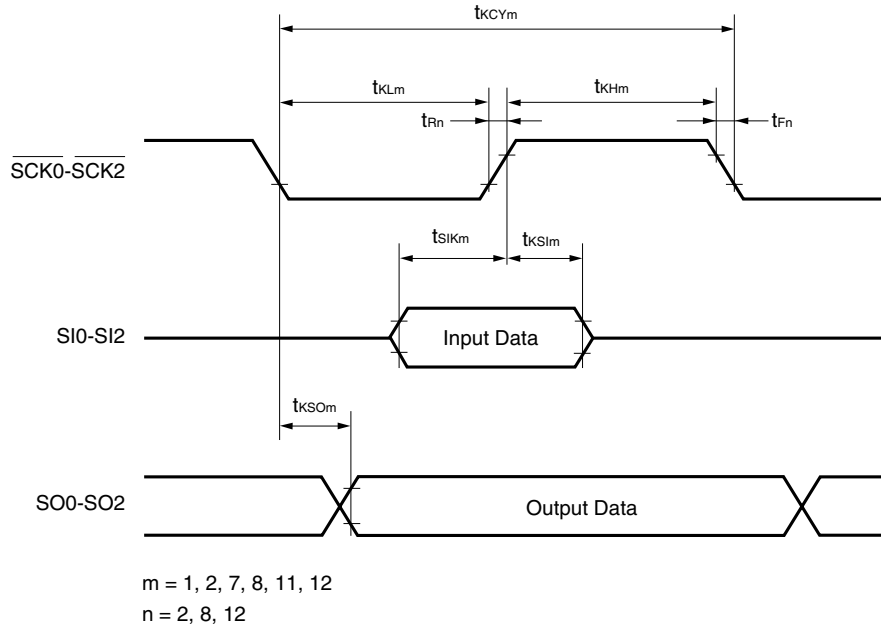 tKCYm
tKLm
tKHm
tRn
tFn
SCK0-SCK2
tSIKm
tKSIm
SI0-SI2
Input Data
tKSOm
SO0-SO2
Output Data
m = 1, 2, 7, 8, 11, 12
n = 2, 8, 12